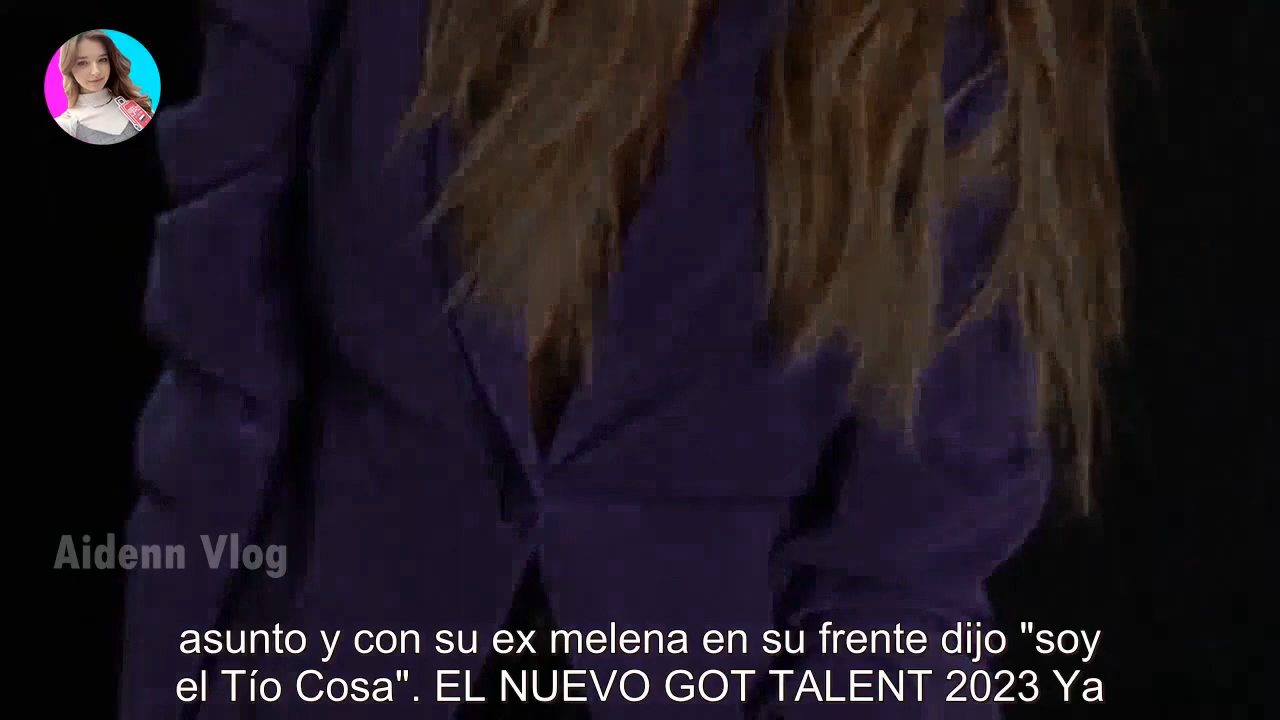 Aidenn Vlog
asunto y con su ex melena en su frente dijo "soy
el Tío Cosa". EL NUEVO GOT TALENT 2023 Ya